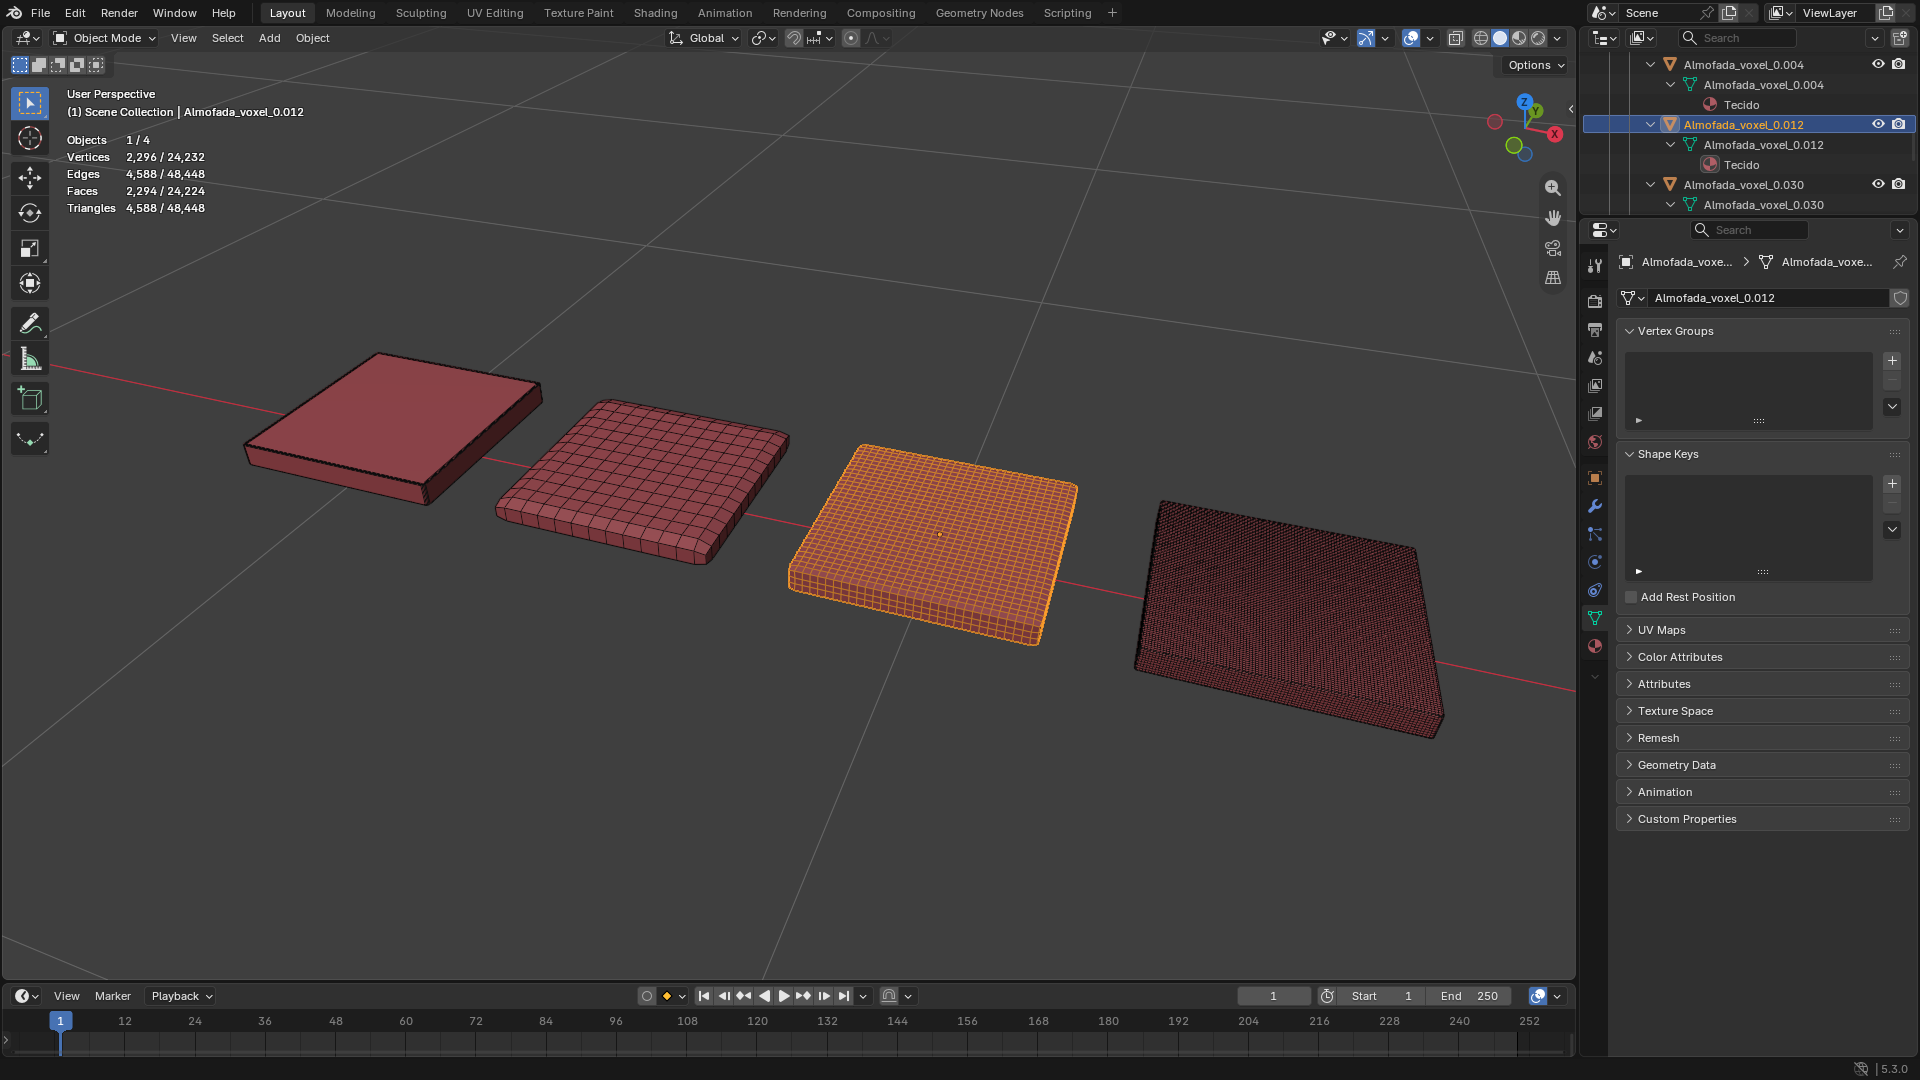 File Edit Render Window Help Layout Modeling Sculpting UV Editing Texture Paint Shading Animation Rendering Compositing Geometry Nodes Scripting Scene ViewLayer
Object Mode View Select Add Object Global Search
Options
User Perspective
(1) Scene Collection | Almofada_voxel_0.012
Objects 1 / 4
Vertices 2,296 / 24,232
Edges 4,588 / 48,448
Faces 2,294 / 24,224
Triangles 4,588 / 48,448
Z
Y
X
Almofada_voxel_0.004
Almofada_voxel_0.004
Tecido
Almofada_voxel_0.012
Almofada_voxel_0.012
Tecido
Almofada_voxel_0.030
Almofada_voxel_0.030
Search
Almofada_voxe... Almofada_voxe...
Almofada_voxel_0.012
Vertex Groups
Shape Keys
Add Rest Position
UV Maps
Color Attributes
Attributes
Texture Space
Remesh
Geometry Data
Animation
Custom Properties
View Marker Playback 1 Start 1 End 250
1 12 24 36 48 60 72 84 96 108 120 132 144 156 168 180 192 204 216 228 240 252
5.3.0